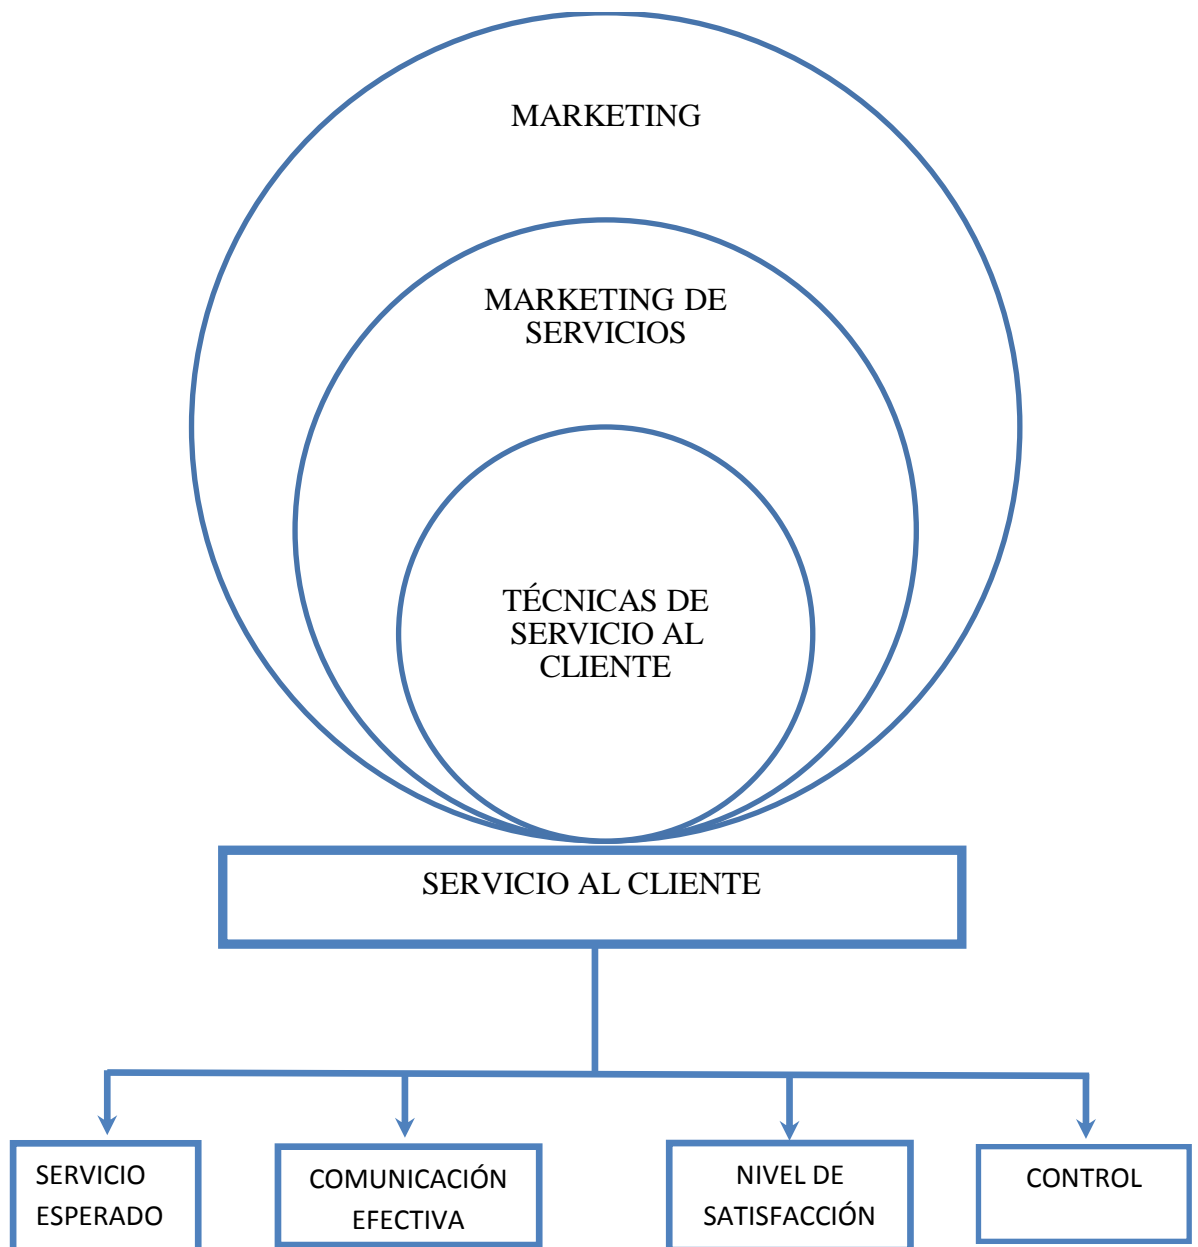 MARKETING
MARKETING DE
SERVICIOS
TÉCNICAS DE
SERVICIO AL
CLIENTE
SERVICIO AL CLIENTE
SERVICIO
ESPERADO
COMUNICACIÓN
EFECTIVA
NIVEL DE
SATISFACCIÓN
CONTROL